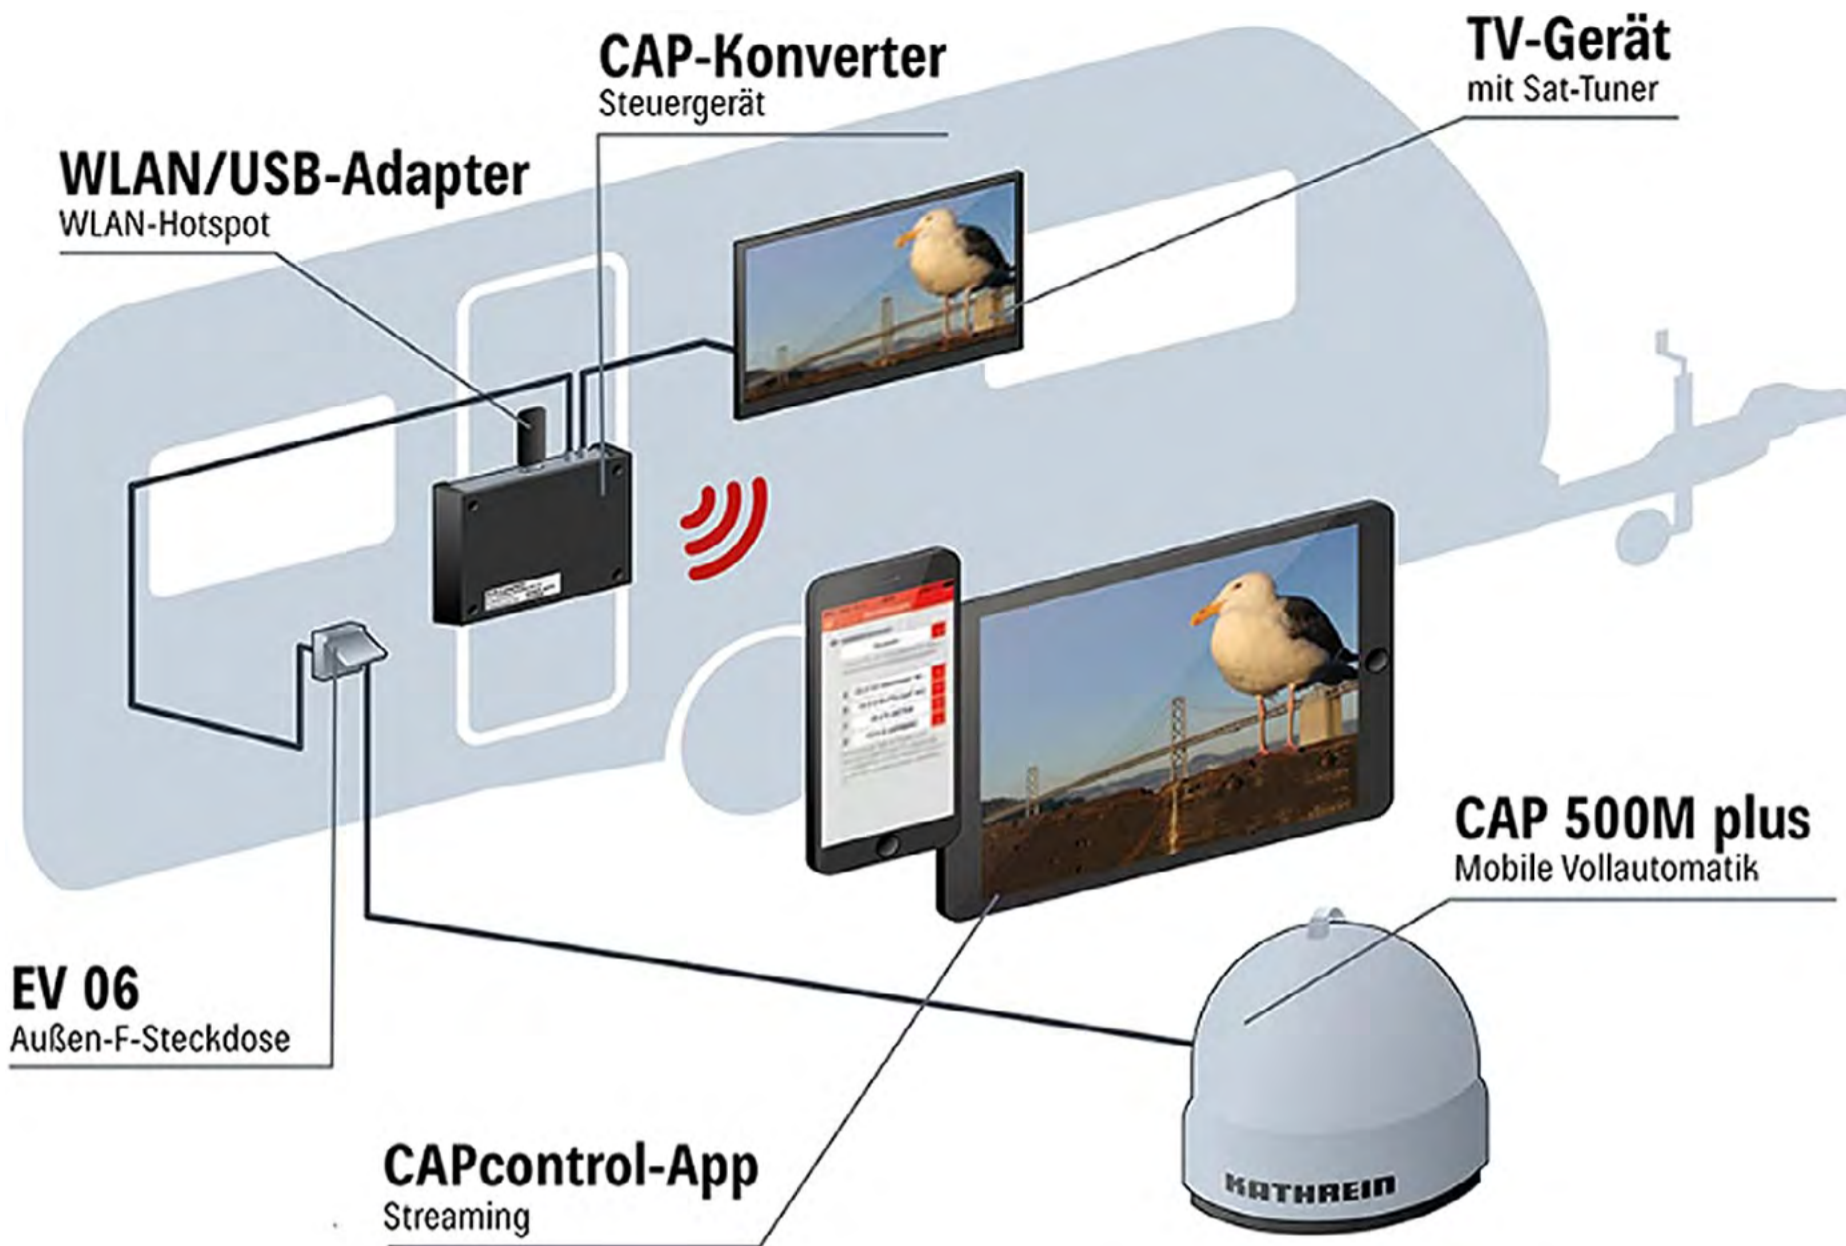 CAP-Konverter
Steuergerät
TV-Gerät
mit Sat-Tuner
WLAN/USB-Adapter
WLAN-Hotspot
CAP 500M plus
Mobile Vollautomatik
EV 06
Außen-F-Steckdose
CAPcontrol-App
Streaming
KATHREIN